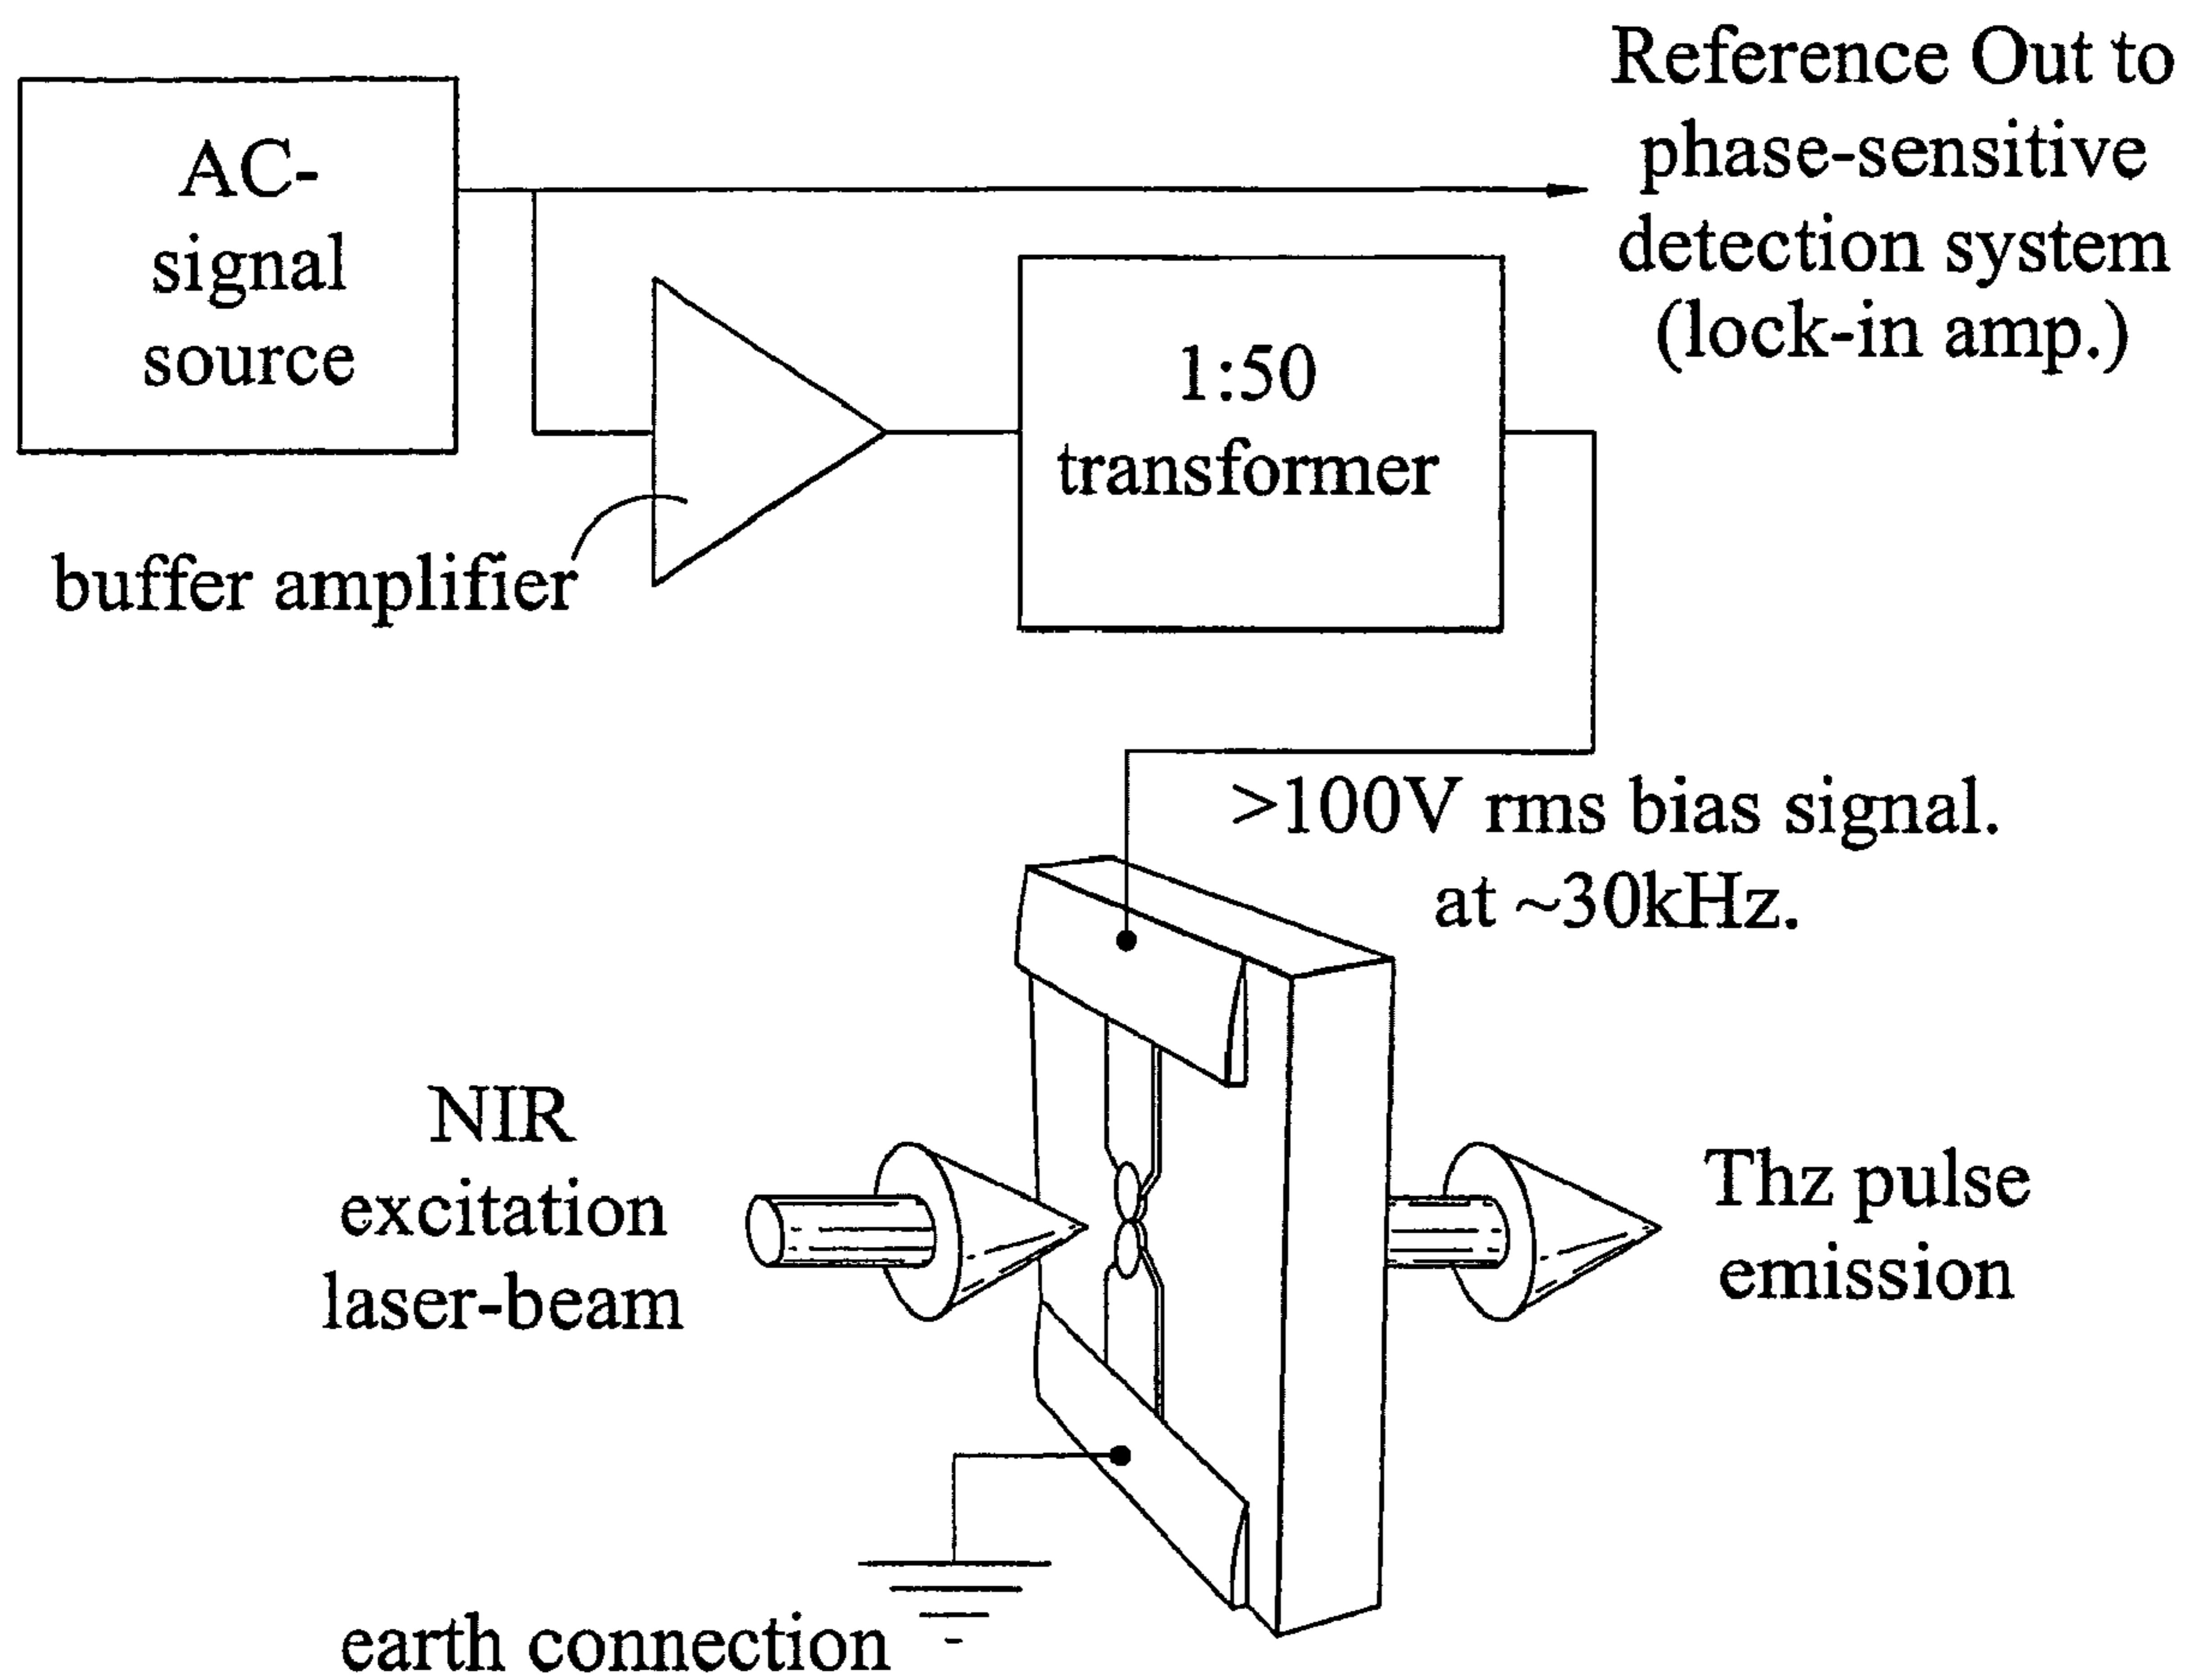 Reference Out to
phase-sensitive
detection system
(lock-in amp.)
AC-
signal
source
1:50
transformer
buffer amplifier
>100V rms bias signal.
at ~30kHz.
NIR
excitation
laser-beam
Thz pulse
emission
earth connection